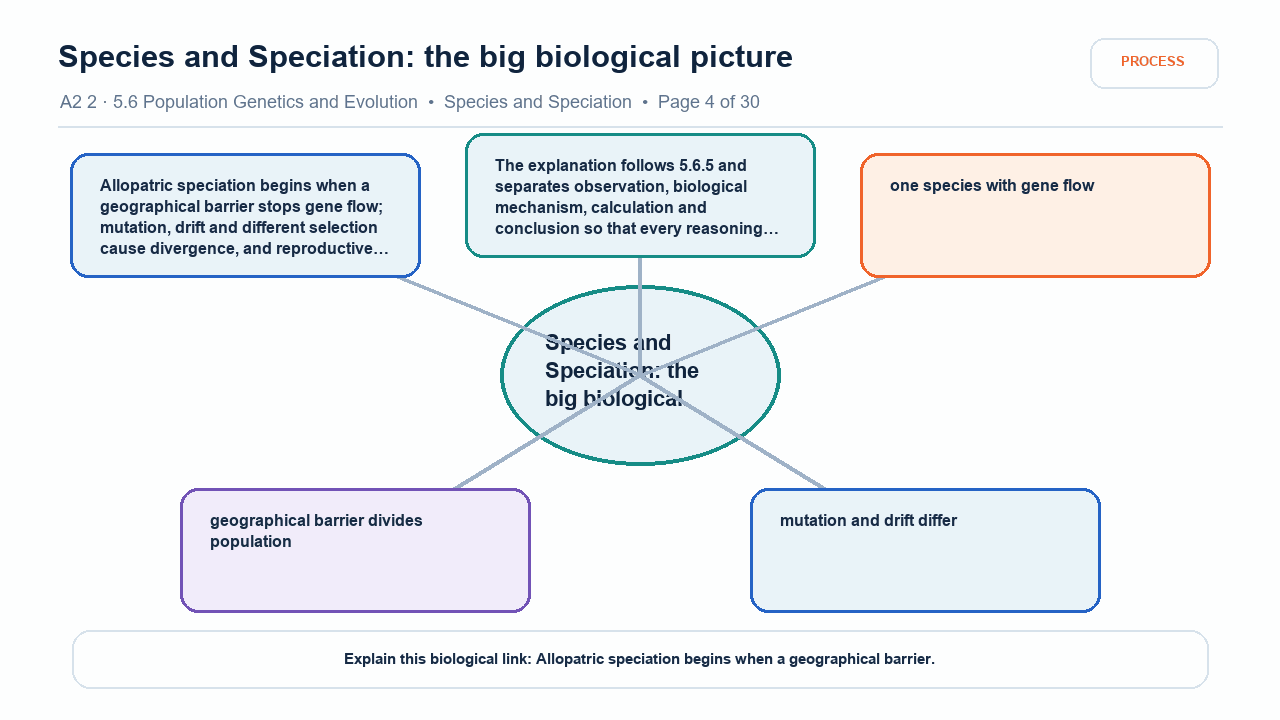 Species and Speciation: the big biological picture
PROCESS
A2 2 · 5.6 Population Genetics and Evolution • Species and Speciation • Page 4 of 30
Allopatric speciation begins when a
geographical barrier stops gene flow;
mutation, drift and different selection
cause divergence, and reproductive…
The explanation follows 5.6.5 and
separates observation, biological
mechanism, calculation and
conclusion so that every reasoning…
one species with gene flow
Species and
Speciation: the
big biological
geographical barrier divides
population
mutation and drift differ
Explain this biological link: Allopatric speciation begins when a geographical barrier.